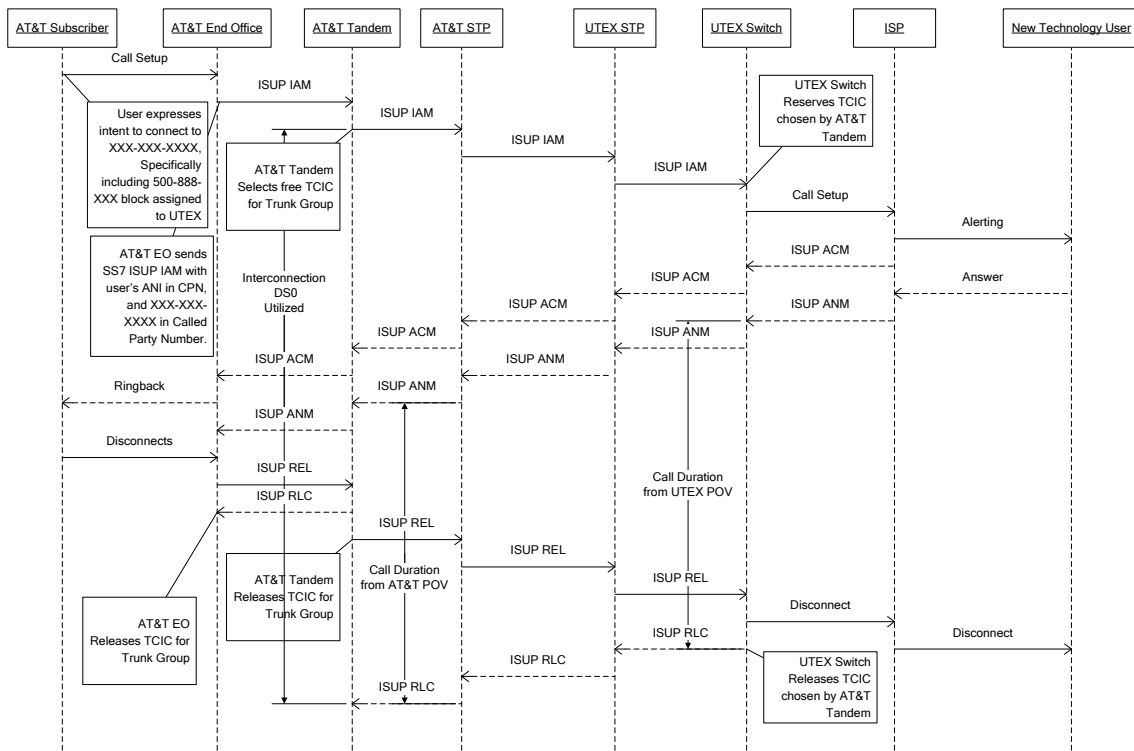 AT&T Subscriber
AT&T End Office
AT&T Tandem
AT&T STP
UTEX STP
UTEX Switch
ISP
New Technology User
Call Setup
ISUP IAM
ISUP IAM
ISUP IAM
ISUP IAM
UTEX Switch
Reserves TCIC
chosen by AT&T
Tandem
User expresses
intent to connect to
XXX-XXX-XXXX,
Specifically
including 500-888-
XXX block assigned
to UTEX
AT&T Tandem
Selects free TCIC
for Trunk Group
Call Setup
Alerting
AT&T EO sends
SS7 ISUP IAM with
user's ANI in CPN,
and XXX-XXX-
XXXX in Called
Party Number.
Interconnection
DS0
Utilized
ISUP ACM
ISUP ACM
Answer
ISUP ACM
ISUP ANM
ISUP ACM
ISUP ANM
ISUP ACM
ISUP ANM
Ringback
ISUP ANM
ISUP ANM
Disconnects
ISUP REL
ISUP RLC
Call Duration
from UTEX POV
ISUP REL
ISUP REL
Call Duration
from AT&T POV
AT&T Tandem
Releases TCIC for
Trunk Group
ISUP REL
AT&T EO
Releases TCIC for
Trunk Group
Disconnect
ISUP RLC
Disconnect
ISUP RLC
UTEX Switch
Releases TCIC
chosen by AT&T
Tandem
ISUP RLC